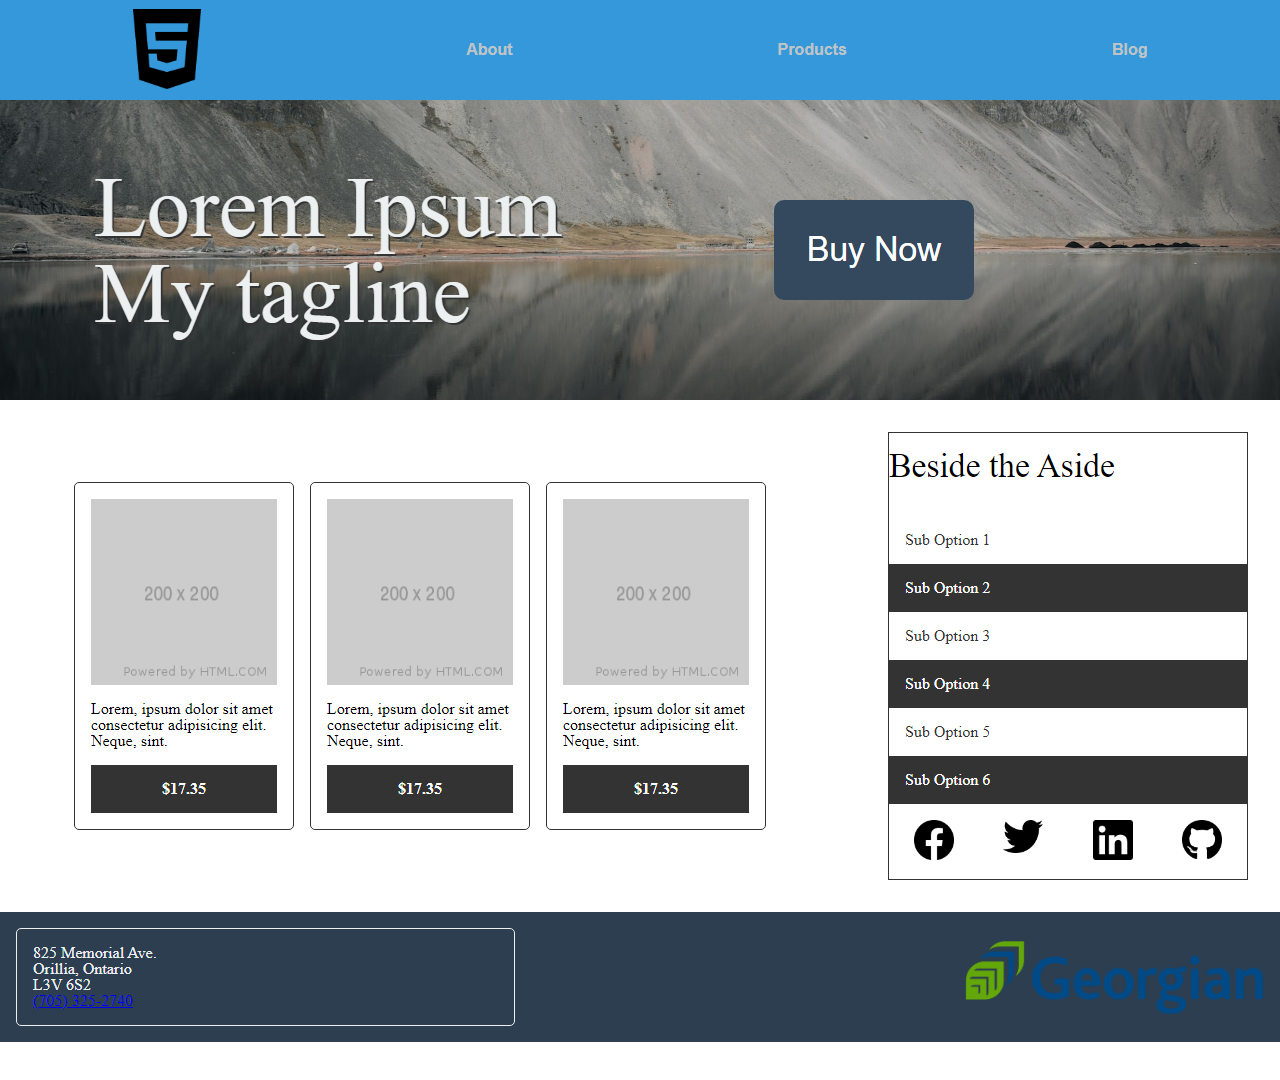 5
About
Products
Blog
Lorem Ipsum
My tagline
Buy Now
Beside the Aside
Sub Option 1
Sub Option 2
Sub Option 3
Sub Option 4
Sub Option 5
Sub Option 6
200 x 200
Powered by HTML.COM
Lorem, ipsum dolor sit amet
consectetur adipisicing elit.
Neque, sint.
$17.35
200 x 200
Powered by HTML.COM
Lorem, ipsum dolor sit amet
consectetur adipisicing elit.
Neque, sint.
$17.35
200 x 200
Powered by HTML.COM
Lorem, ipsum dolor sit amet
consectetur adipisicing elit.
Neque, sint.
$17.35
in
825 Memorial Ave.
Orillia, Ontario
L3V 6S2
(705) 325-2740
Georgian